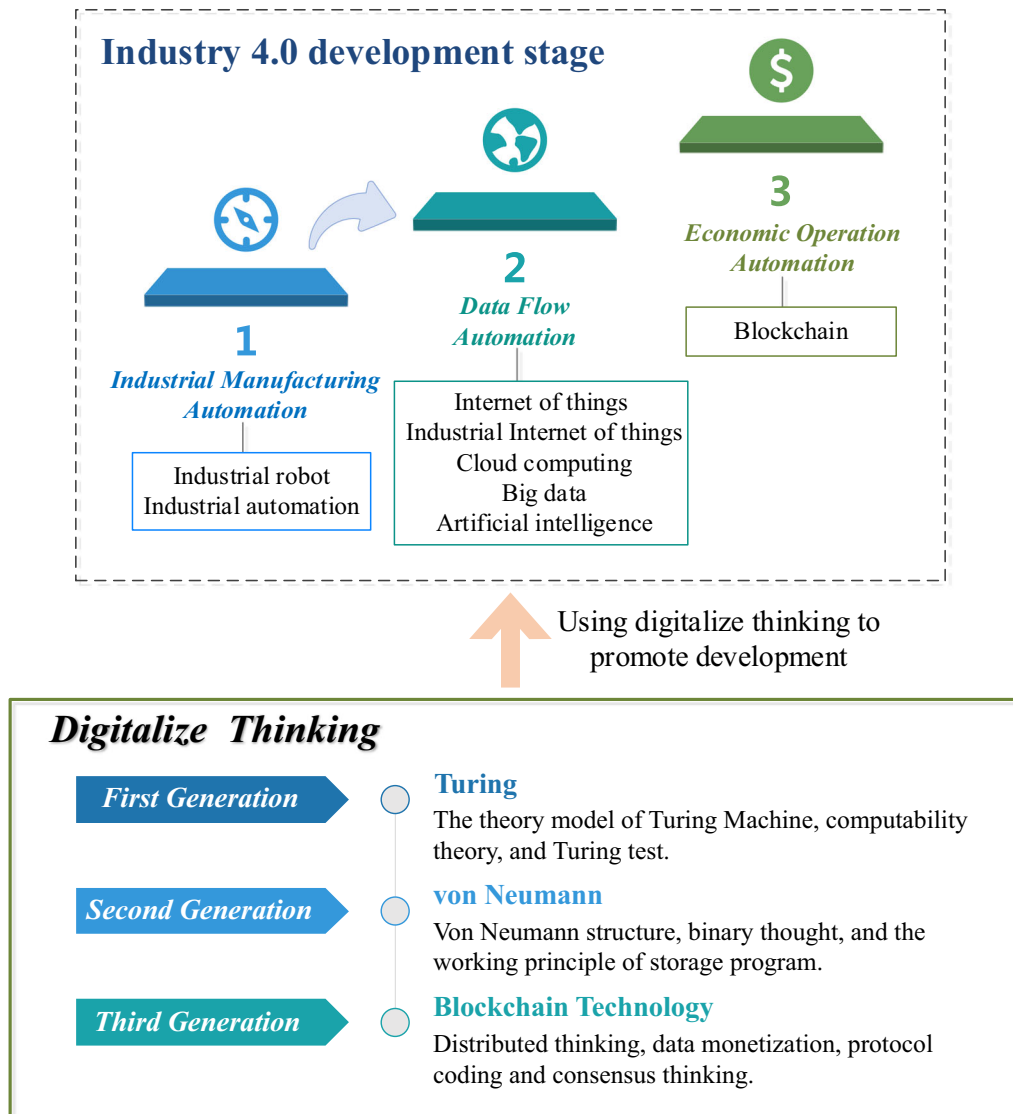 Industry 4.0 development stage
$
1
Industrial Manufacturing
Automation
Industrial robot
Industrial automation
2
Data Flow
Automation
Internet of things
Industrial Internet of things
Cloud computing
Big data
Artificial intelligence
3
Economic Operation
Automation
Blockchain
Using digitalize thinking to
promote development
Digitalize Thinking
First Generation
Turing
The theory model of Turing Machine, computability
theory, and Turing test.
Second Generation
von Neumann
Von Neumann structure, binary thought, and the
working principle of storage program.
Third Generation
Blockchain Technology
Distributed thinking, data monetization, protocol
coding and consensus thinking.